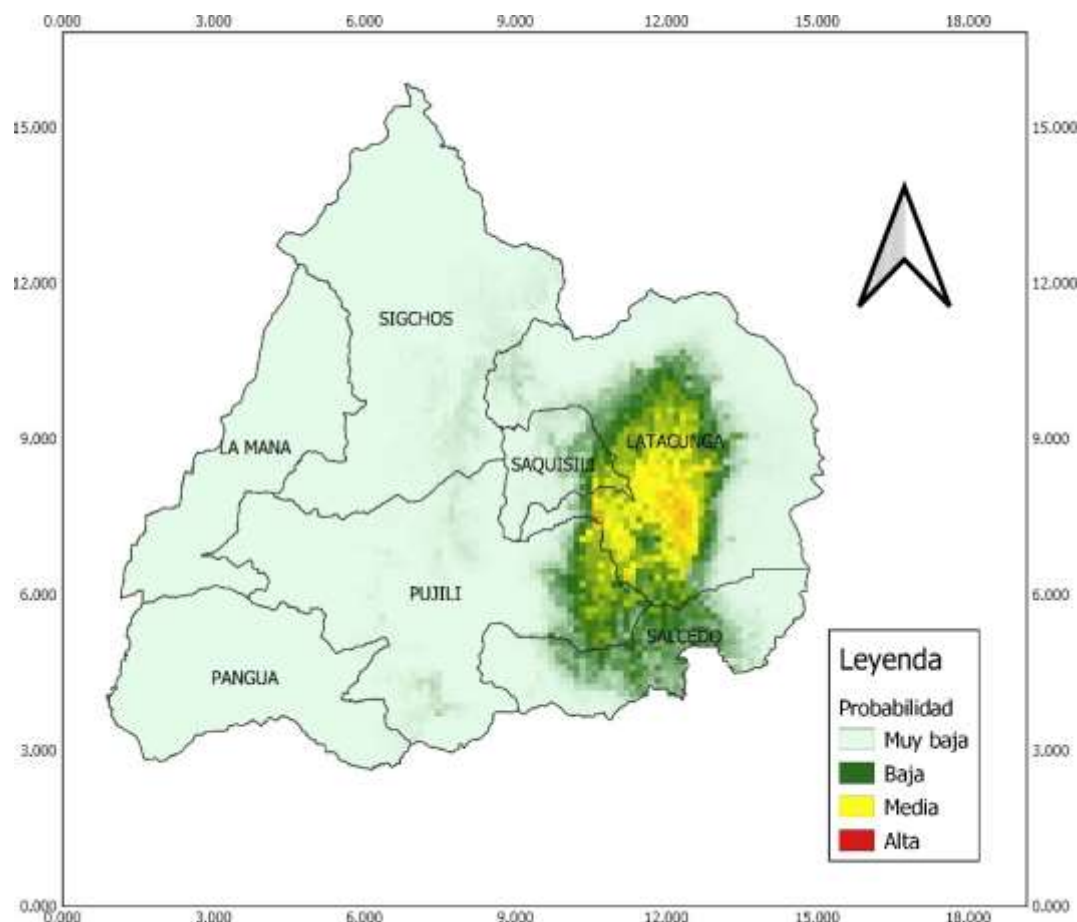 0.000 3.000 6.000 9.000 12.000 15.000 18.000
15.000 15.000
12.000 12.000
SIGCHOS
9.000 LA MANA SAQUISILI LATACUNGA 9.000
6.000 PUJILI 6.000
SALCEDO
PANGUA
Leyenda
Probabilidad
Muy baja
3.000 3.000
Baja
Media
Alta
0.000 0.000
0.000 3.000 6.000 9.000 12.000 15.000 18.000